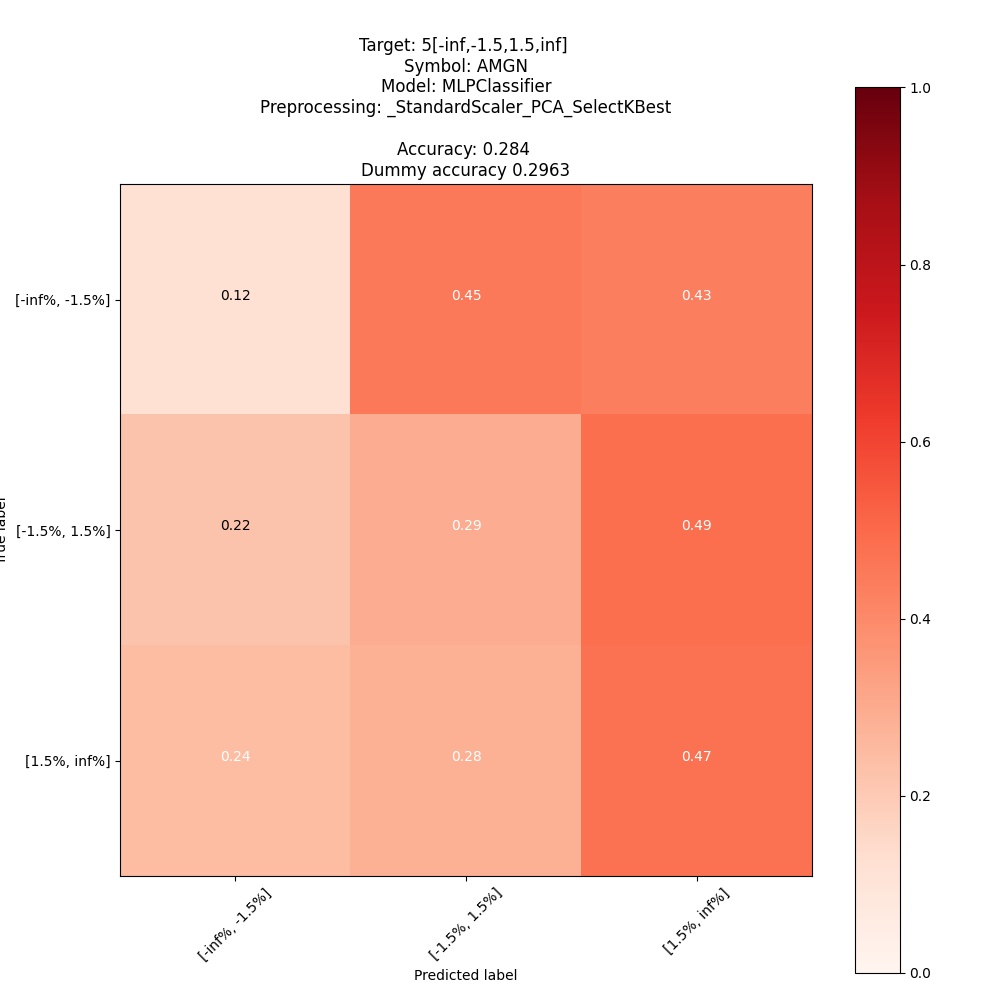 Target: 5[-inf,-1.5,1.5,inf]
Symbol: AMGN
Model: MLPClassifier
Preprocessing: _StandardScaler_PCA_SelectKBest
Accuracy: 0.284
Dummy accuracy 0.2963
1.0
0.8
0.6
0.4
0.2
0.0
[-inf%, -1.5%]
0.12
0.45
0.43
[-1.5%, 1.5%]
0.22
0.29
0.49
[1.5%, inf%]
0.24
0.28
0.47
label
[-inf%, -1.5%]
[-1.5%, 1.5%]
[1.5%, inf%]
Predicted label